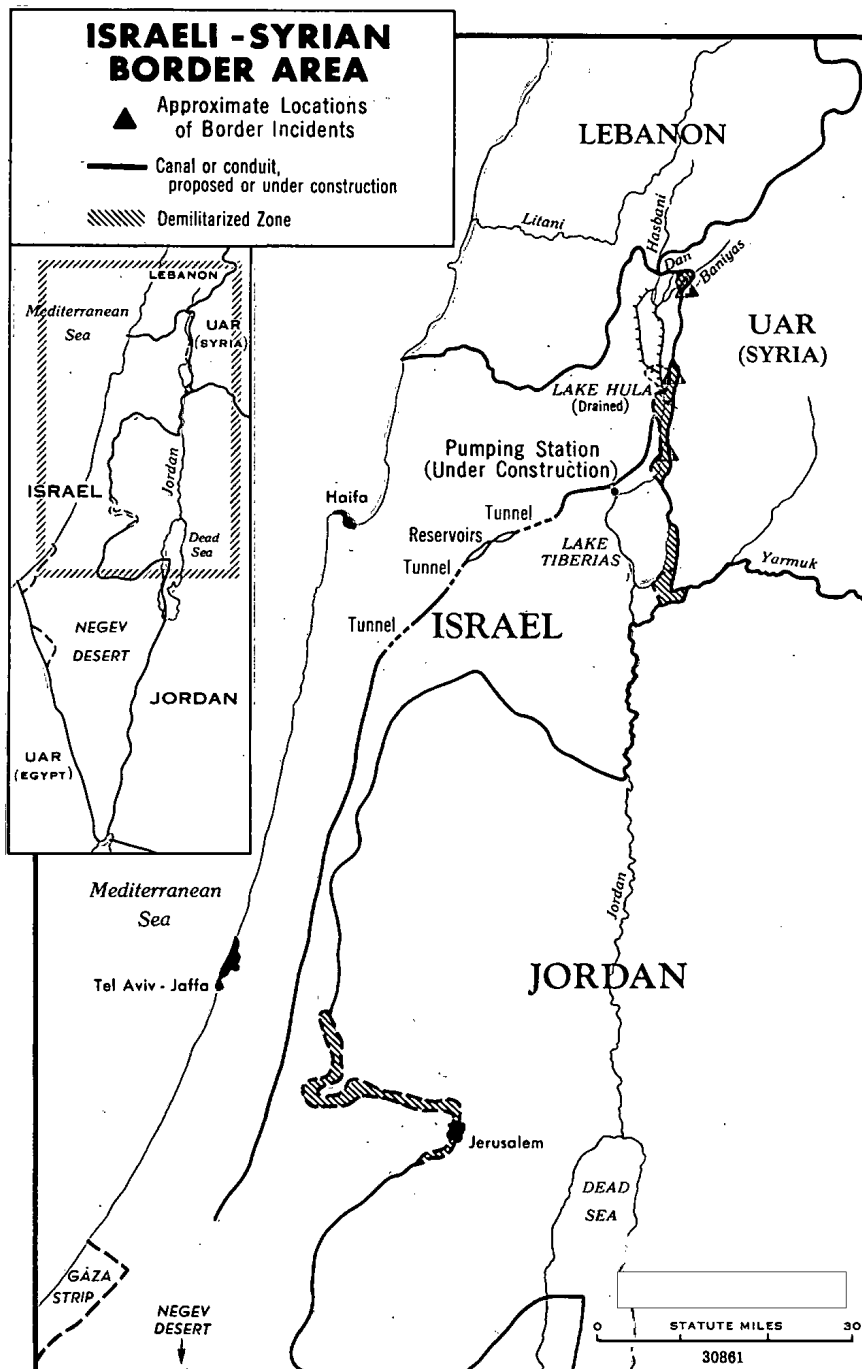 ISRAELI - SYRIAN
BORDER AREA
Approximate Locations
of Border Incidents
Canal or conduit,
proposed or under construction
Demilitarized Zone
LEBANON
Mediterranean
Sea
UAR
(SYRIA)
ISRAEL
Jordan
Dead
Sea
NEGEV
DESERT
JORDAN
UAR
(EGYPT)
LEBANON
Litani
Hasbani
Dan
Baniyas
UAR
(SYRIA)
LAKE HULA
(Drained)
Pumping Station
(Under Construction)
Haifa
Tunnel
Reservoirs
Tunnel
LAKE
TIBERIAS
Yarmuk
Tunnel
ISRAEL
Mediterranean
Sea
Jordan
Tel Aviv - Jaffa
JORDAN
Jerusalem
DEAD
SEA
GAZA
STRIP
NEGEV
DESERT
0 STATUTE MILES 30
30861